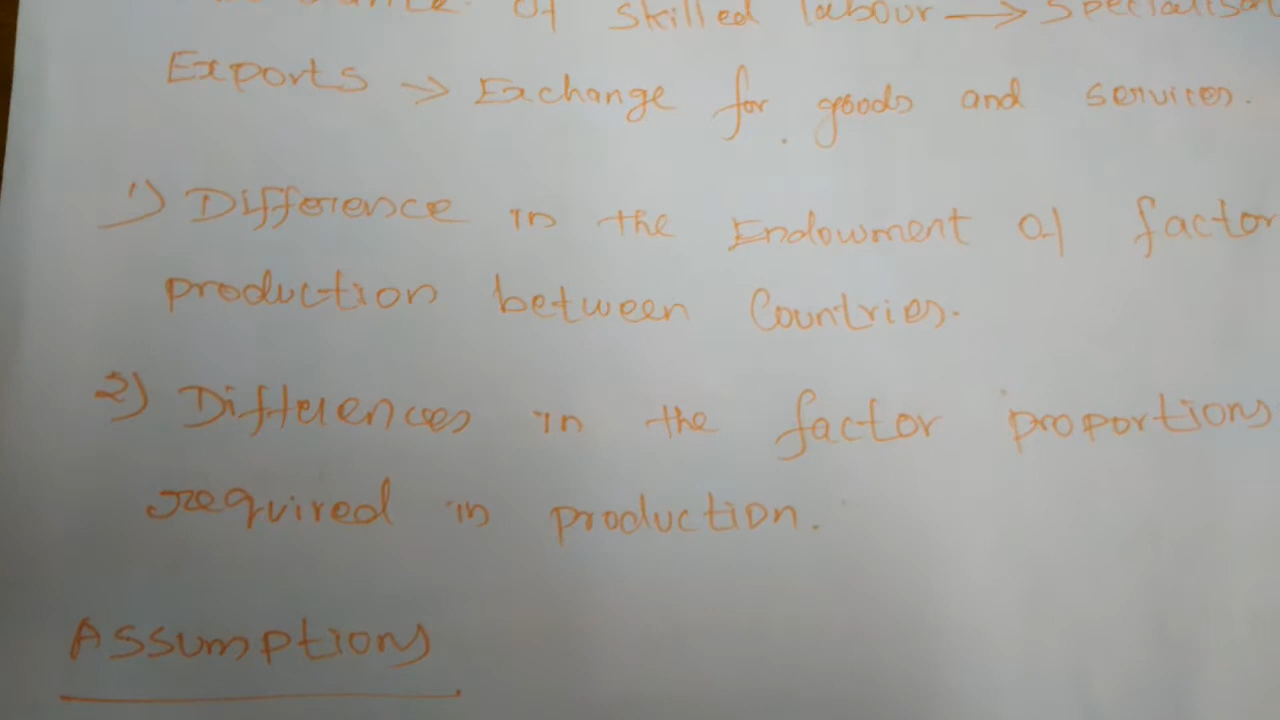 of skilled labour →
Exports → Exchange for goods and services.
1) Difference in the Endowment of factor
production between Countries.
2) Differences in the factor proportions
required in production.
Assumptions